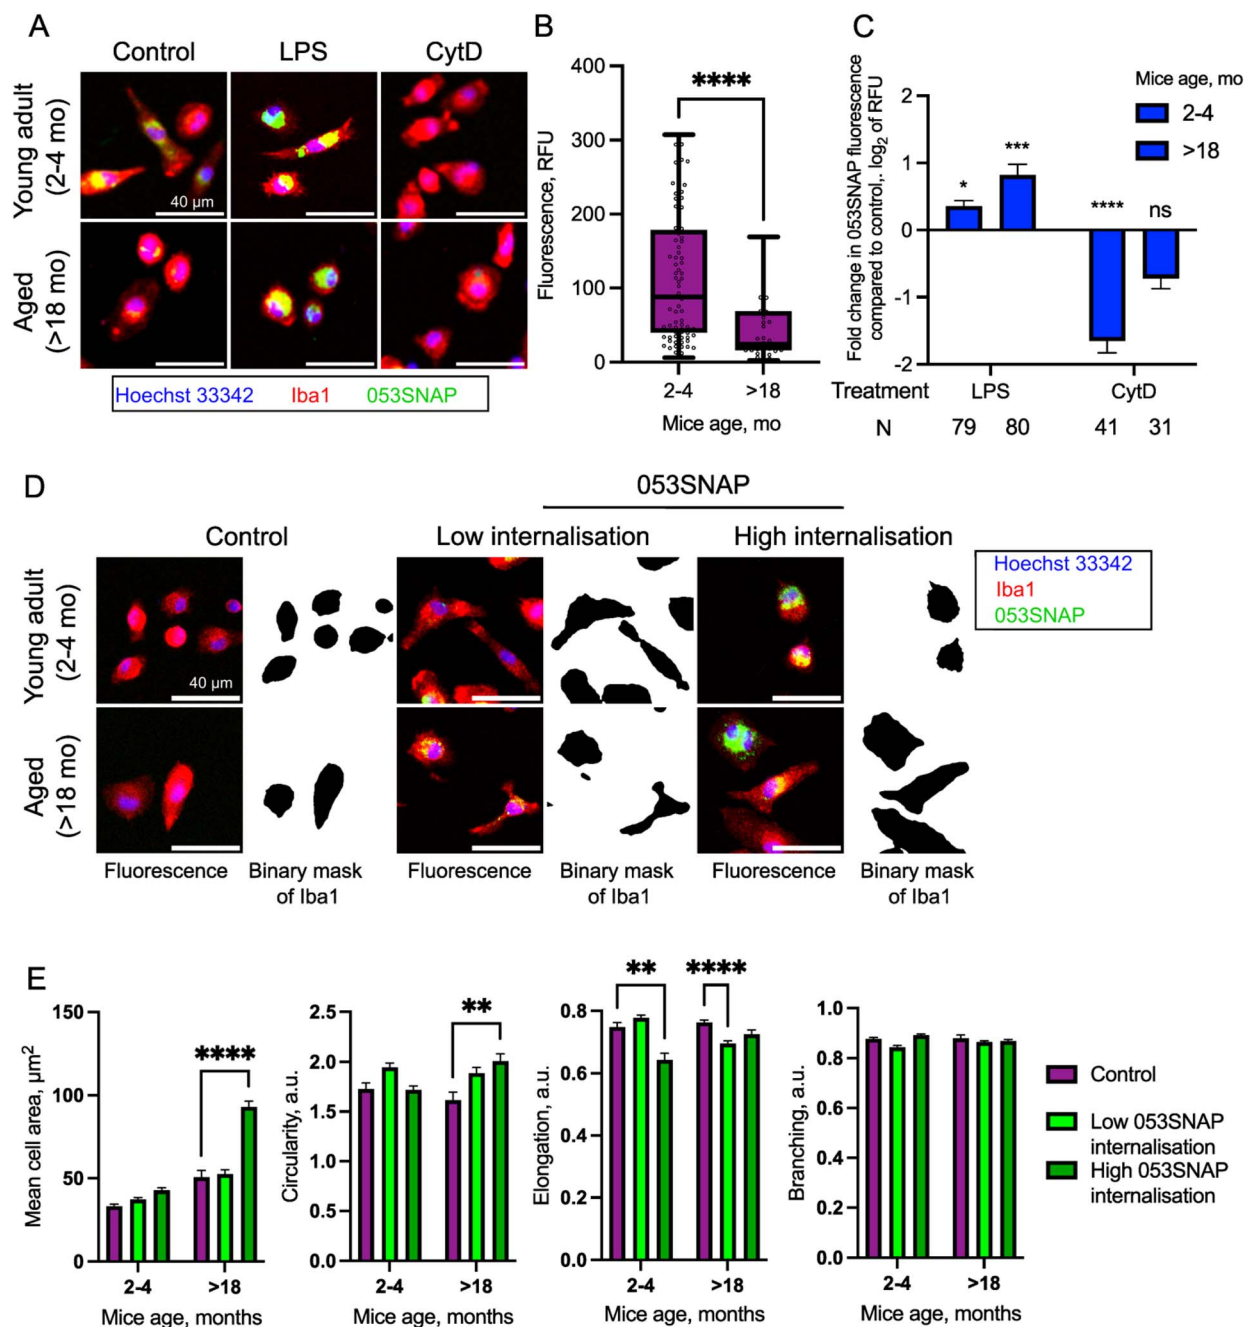 A
Control
LPS
CytD
Young adult
(2-4 mo)
40 µm
Aged
(>18 mo)
Hoechst 33342
Iba1
053SNAP
B
Fluorescence, RFU
400
300
200
100
0
****
2-4
>18
Mice age, mo
C
Fold change in 053SNAP fluorescence
compared to control,. log2 of RFU
2
1
0
-1
-2
*
***
****
ns
Mice age, mo
2-4
>18
Treatment
LPS
CytD
N
79
80
41
31
D
053SNAP
Control
Low internalisation
High internalisation
Hoechst 33342
Iba1
053SNAP
Young adult
(2-4 mo)
40 µm
Aged
(>18 mo)
Fluorescence
Binary mask
of Iba1
Fluorescence
Binary mask
of Iba1
Fluorescence
Binary mask
of Iba1
E
Mean cell area, µm²
150
100
50
0
****
2-4
>18
Mice age, months
Circularity, a.u.
2.5
2.0
1.5
1.0
0.5
0.0
**
2-4
>18
Mice age, months
Elongation, a.u.
0.8
0.6
0.4
0.2
0.0
**
****
2-4
>18
Mice age, months
Branching, a.u.
1.0
0.8
0.6
0.4
0.2
0.0
2-4
>18
Mice age, months
Control
Low 053SNAP
internalisation
High 053SNAP
internalisation